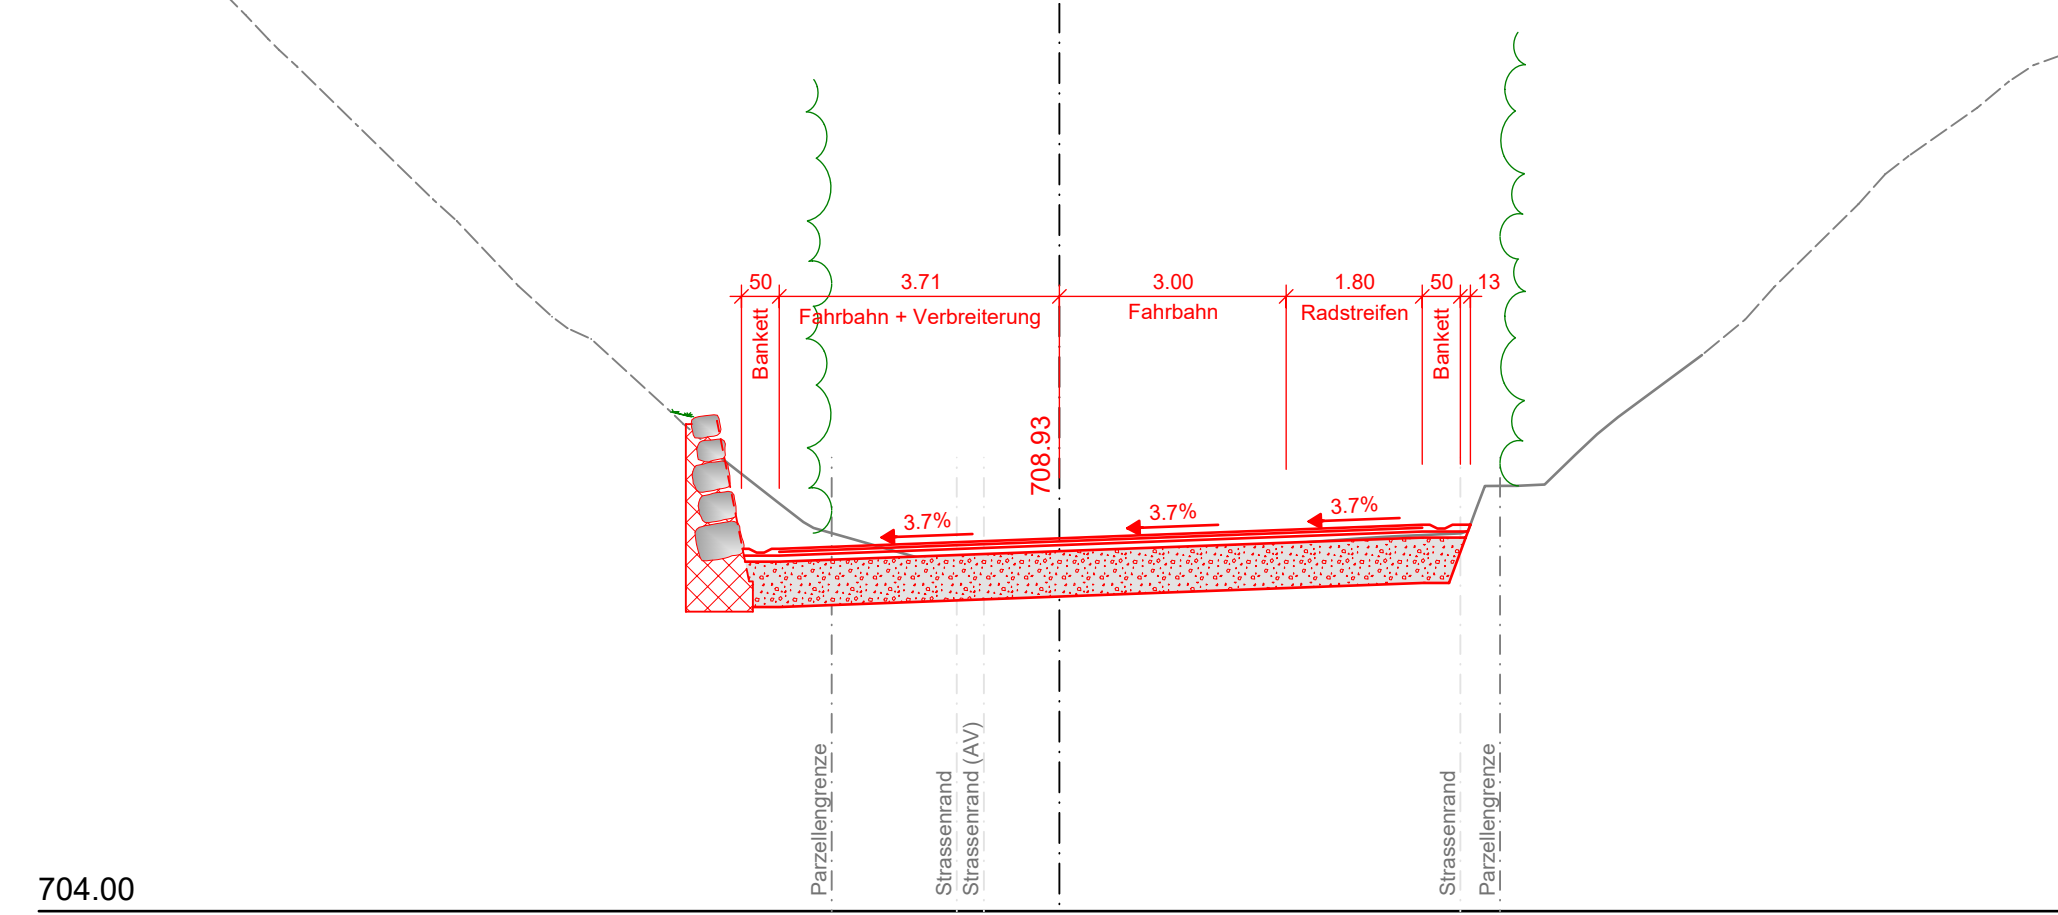 50
3.71
3.00
1.80
50
13
Bankett
Fahrbahn + Verbreiterung
Fahrbahn
Radstreifen
Bankett
708.93
3.7%
3.7%
3.7%
Parzellengrenze
Strassenrand
Strassenrand (AV)
Strassenrand
Parzellengrenze
704.00